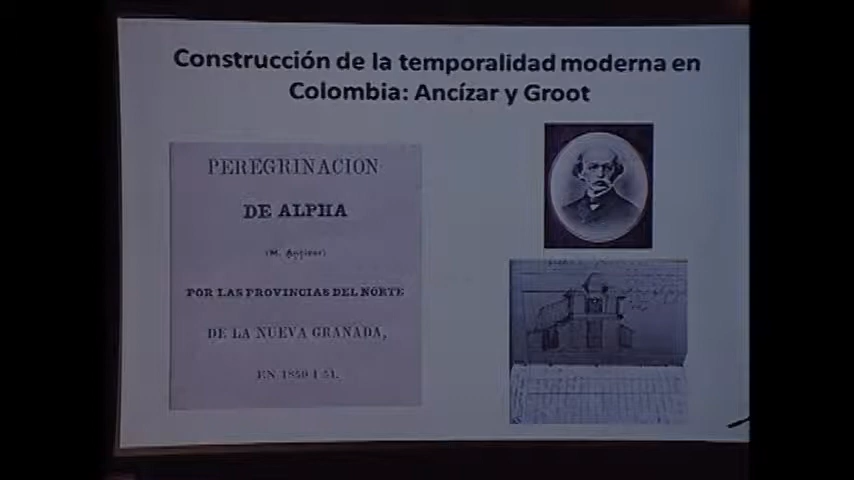 Construcción de la temporalidad moderna en
Colombia: Ancízar y Groot
PEREGRINACION
DE ALPHA
(M. Ancízar)
POR LAS PROVINCIAS DEL NORTE
DE LA NUEVA GRANADA,
EN 1850 I 51.